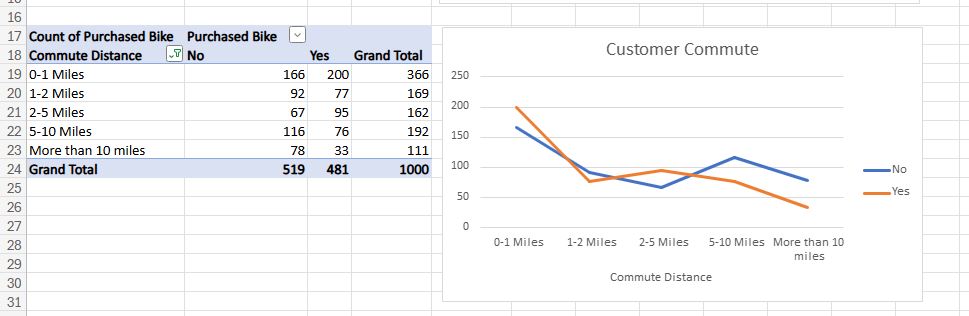 16
17 Count of Purchased Bike Purchased Bike
18 Commute Distance No Yes Grand Total
19 0-1 Miles 166 200 366
20 1-2 Miles 92 77 169
21 2-5 Miles 67 95 162
22 5-10 Miles 116 76 192
23 More than 10 miles 78 33 111
24 Grand Total 519 481 1000
25
26
27
28
29
30
31
Customer Commute
250
200
150
100
50
0
0-1 Miles 1-2 Miles 2-5 Miles 5-10 Miles More than 10
miles
Commute Distance
No
Yes